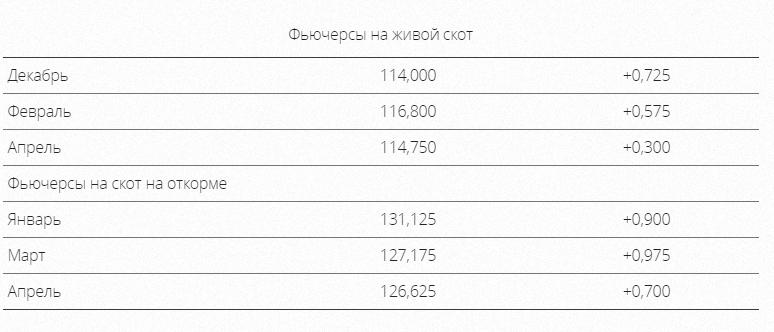 Фьючерсы на живой скот
Декабрь 114,000 +0,725
Февраль 116,800 +0,575
Апрель 114,750 +0,300
Фьючерсы на скот на откорме
Январь 131,125 +0,900
Март 127,175 +0,975
Апрель 126,625 +0,700